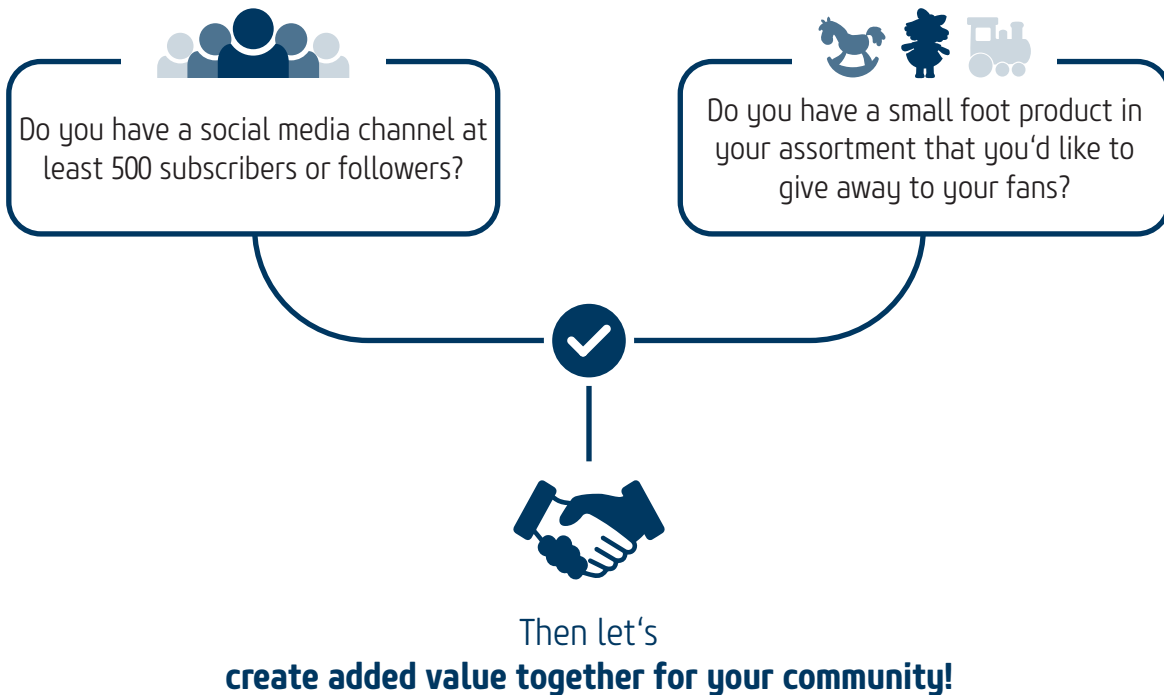 Do you have a social media channel at
least 500 subscribers or followers?
Do you have a small foot product in
your assortment that you‘d like to
give away to your fans?
Then let‘s
create added value together for your community!